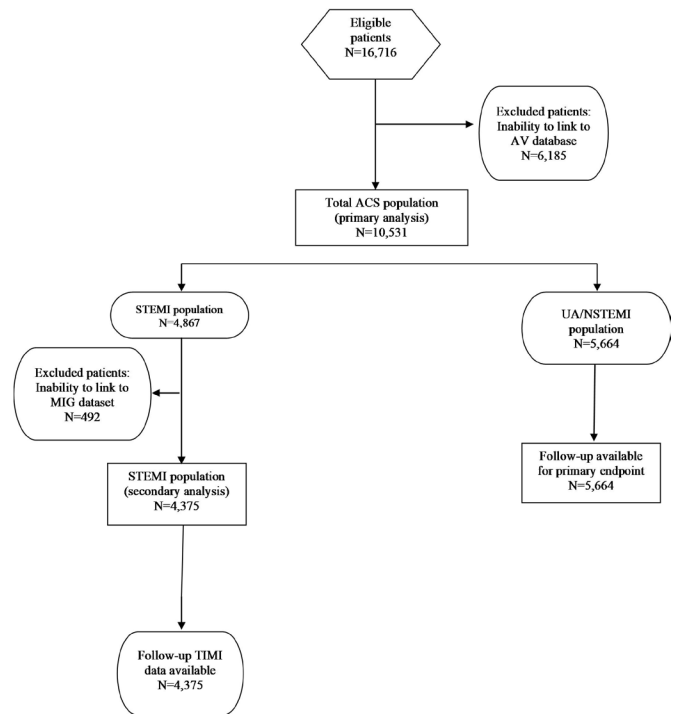 Eligible
patients
N=16,716
Excluded patients:
Inability to link to
AV database
N=6,185
Total ACS population
(primary analysis)
N=10,531
STEMI population
N=4,867
UA/NSTEMI
population
N=5,664
Excluded patients:
Inability to link to
MIG dataset
N=492
Follow-up available
for primary endpoint
N=5,664
STEMI population
(secondary analysis)
N=4,375
Follow-up TIMI
data available
N=4,375